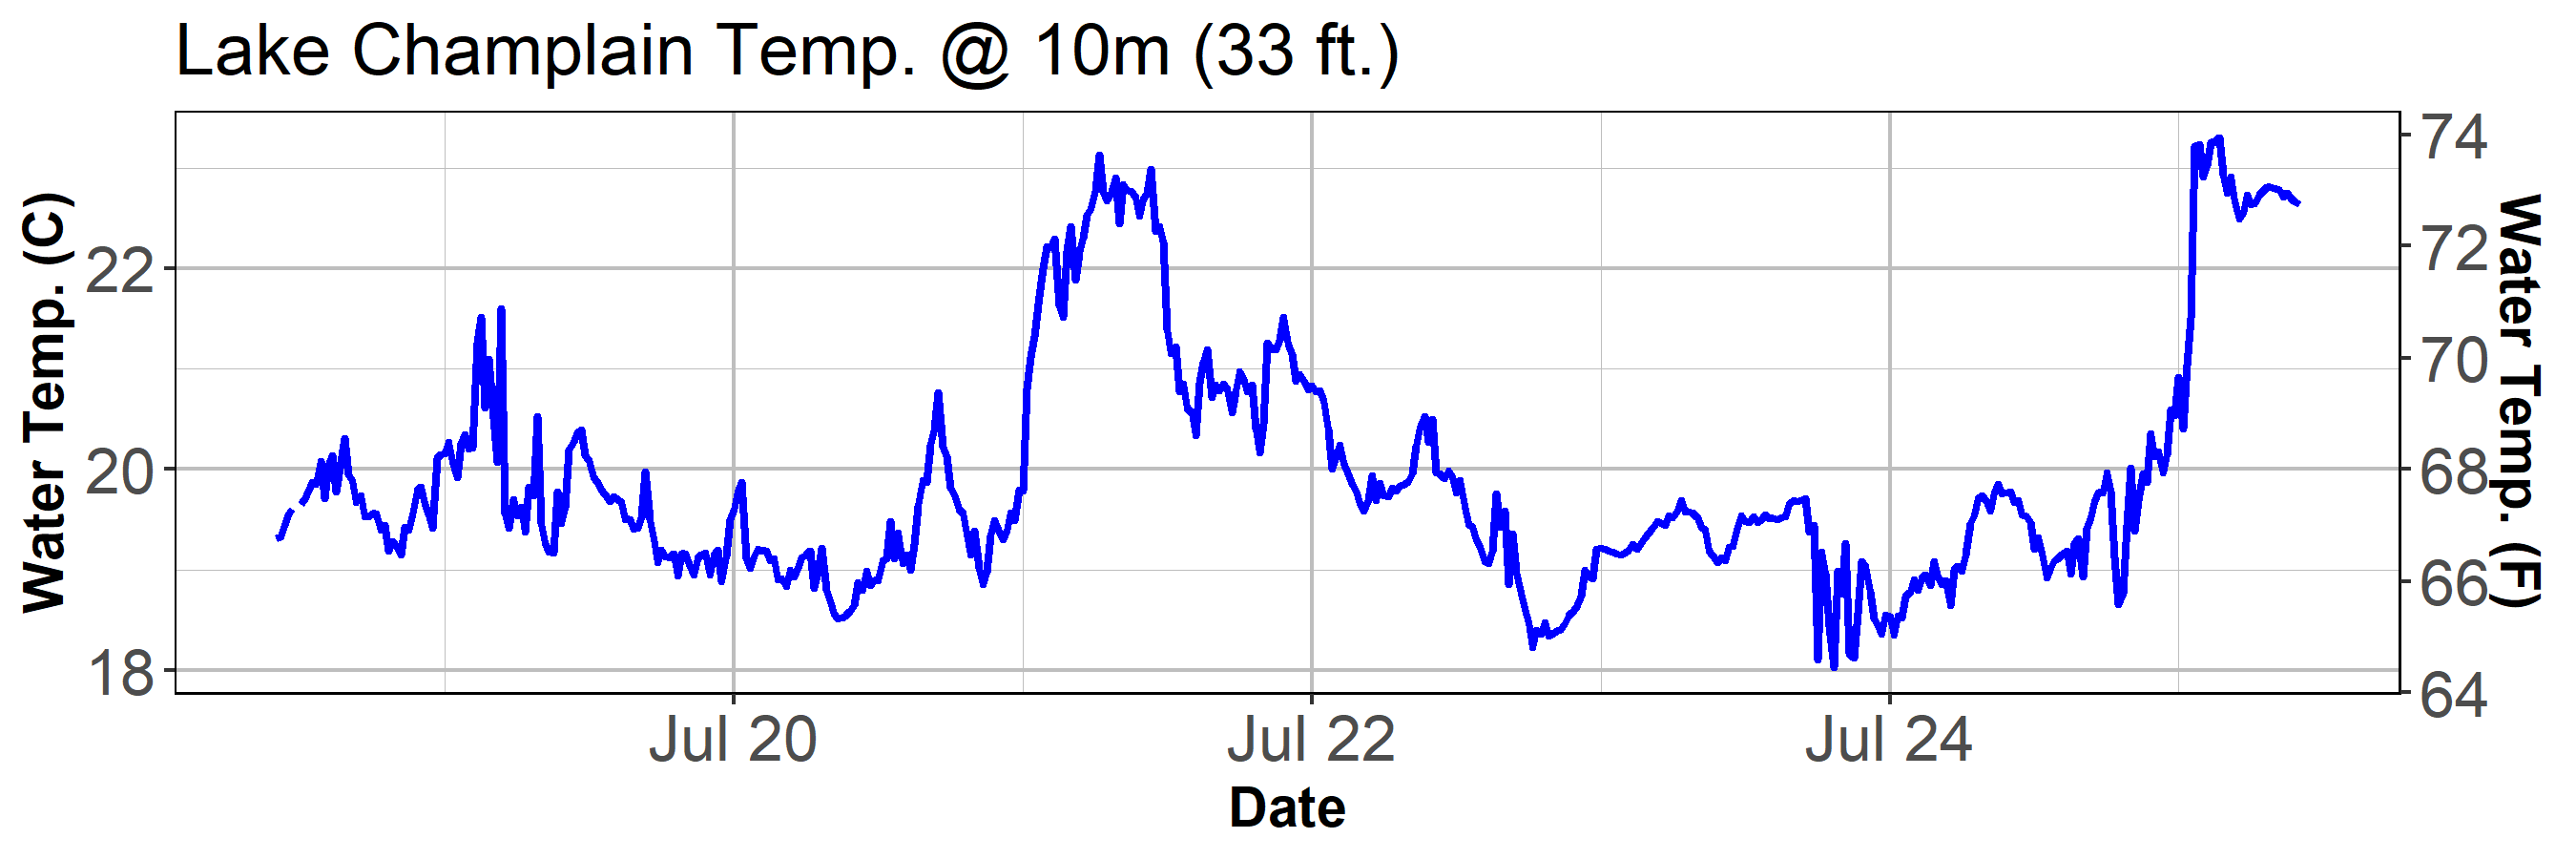 Lake Champlain Temp. @ 10m (33 ft.)
Water Temp. (C)
22
20
18
74
72
70
68
66
64
Water Temp. (F)
Jul 20
Jul 22
Jul 24
Date